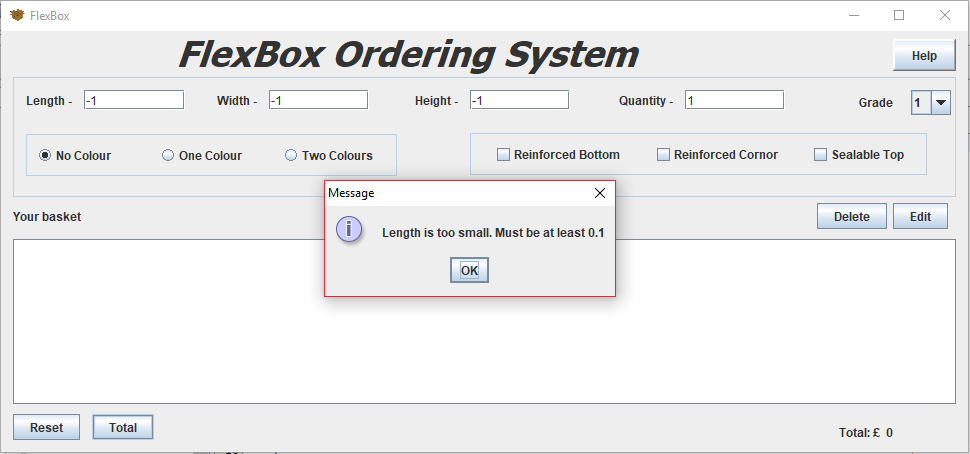 FlexBox
FlexBox Ordering System
Help
Length - -1 Width - -1 Height - -1 Quantity - 1 Grade 1
No Colour One Colour Two Colours Reinforced Bottom Reinforced Cornor Sealable Top
Message
Your basket Delete Edit
Length is too small. Must be at least 0.1
OK
Reset Total
Total: £ 0